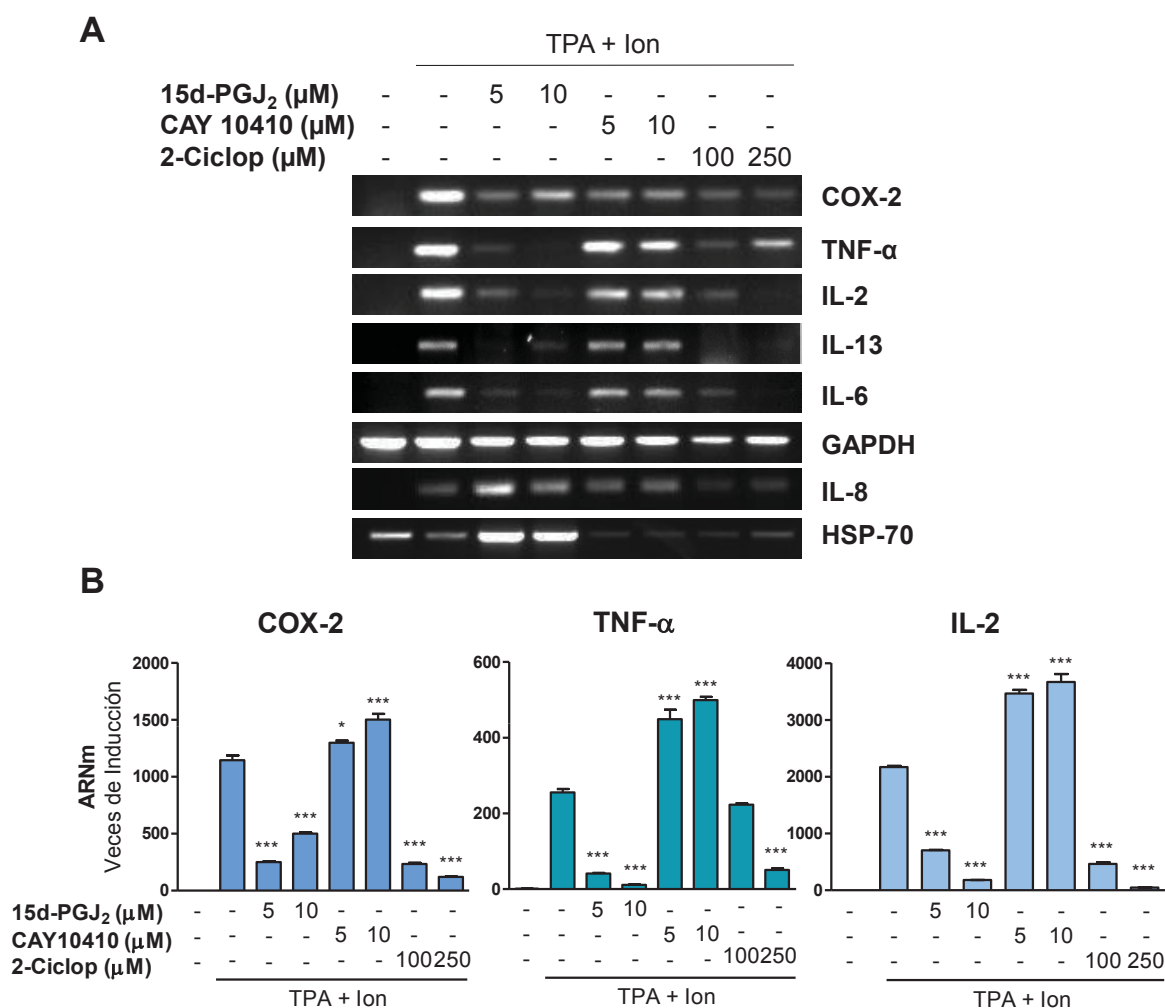 A
TPA + Ion
15d-PGJ₂ (µM) - - 5 10 - - - -
CAY 10410 (µM) - - - - 5 10 - -
2-Ciclop (µM) - - - - - - 100 250
COX-2
TNF-α
IL-2
IL-13
IL-6
GAPDH
IL-8
HSP-70
B
COX-2 TNF-α IL-2
ARNm
Veces de Inducción
2000
1500
1000
500
0
*** *** * *** *** ***
600
400
200
0
*** *** *** *** ***
4000
3000
2000
1000
0
*** *** *** *** *** ***
15d-PGJ₂ (µM) - - 5 10 - - - - - - 5 10 - - - - - - 5 10 - - - -
CAY10410 (µM) - - - - 5 10 - - - - - - 5 10 - - - - - - 5 10 - -
2-Ciclop (µM) - - - - - - 100 250 - - - - - - 100 250 - - - - - - 100 250
TPA + Ion TPA + Ion TPA + Ion